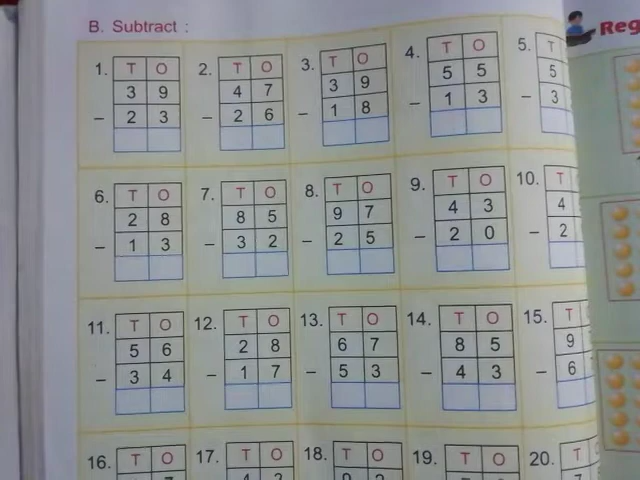 B. Subtract :
Reg
1. T O 2. T O 3. T O 4. T O 5. T
3 9 4 7 3 9 5 5 5
– 2 3 – 2 6 – 1 8 – 1 3 – 3
6. T O 7. T O 8. T O 9. T O 10. T
2 8 8 5 9 7 4 3 4
– 1 3 – 3 2 – 2 5 – 2 0 – 2
11. T O 12. T O 13. T O 14. T O 15. T
5 6 2 8 6 7 8 5 9
– 3 4 – 1 7 – 5 3 – 4 3 – 6
16. T O 17. T O 18. T O 19. T O 20. T